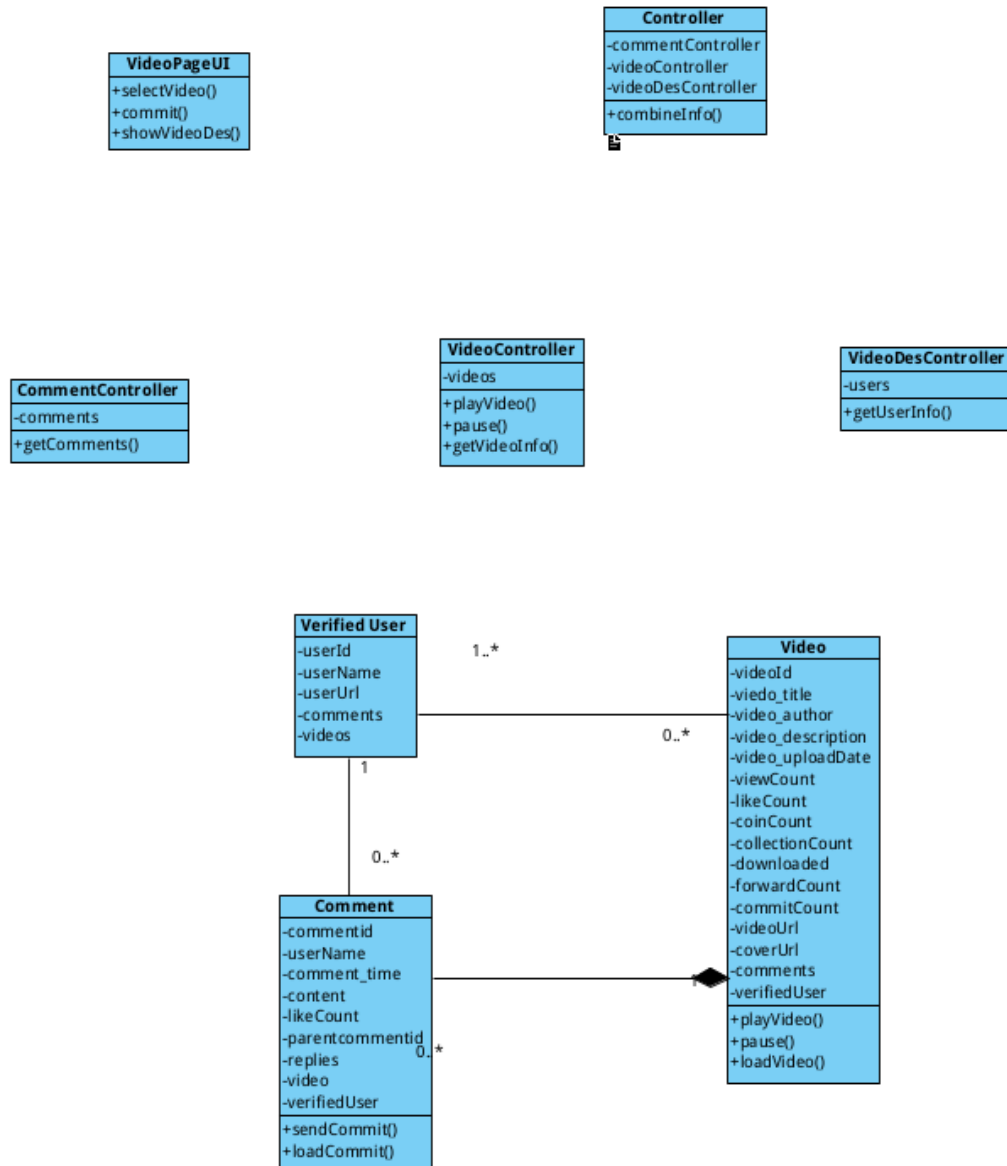 VideoPageUI
+selectVideo()
+commit()
+showVideoDes()
Controller
-commentController
-videoController
-videoDesController
+combineInfo()
CommentController
-comments
+getComments()
VideoController
-videos
+playVideo()
+pause()
+getVideoInfo()
VideoDesController
-users
+getUserInfo()
Verified User
-userId
-userName
-userUrl
-comments
-videos
1..*
0..*
1
0..*
Video
-videoId
-viedo_title
-video_author
-video_description
-video_uploadDate
-viewCount
-likeCount
-coinCount
-collectionCount
-downloaded
-forwardCount
-commitCount
-videoUrl
-coverUrl
-comments
-verifiedUser
+playVideo()
+pause()
+loadVideo()
Comment
-commentid
-userName
-comment_time
-content
-likeCount
-parentcommentid
-replies
-video
-verifiedUser
+sendCommit()
+loadCommit()
1
0..*